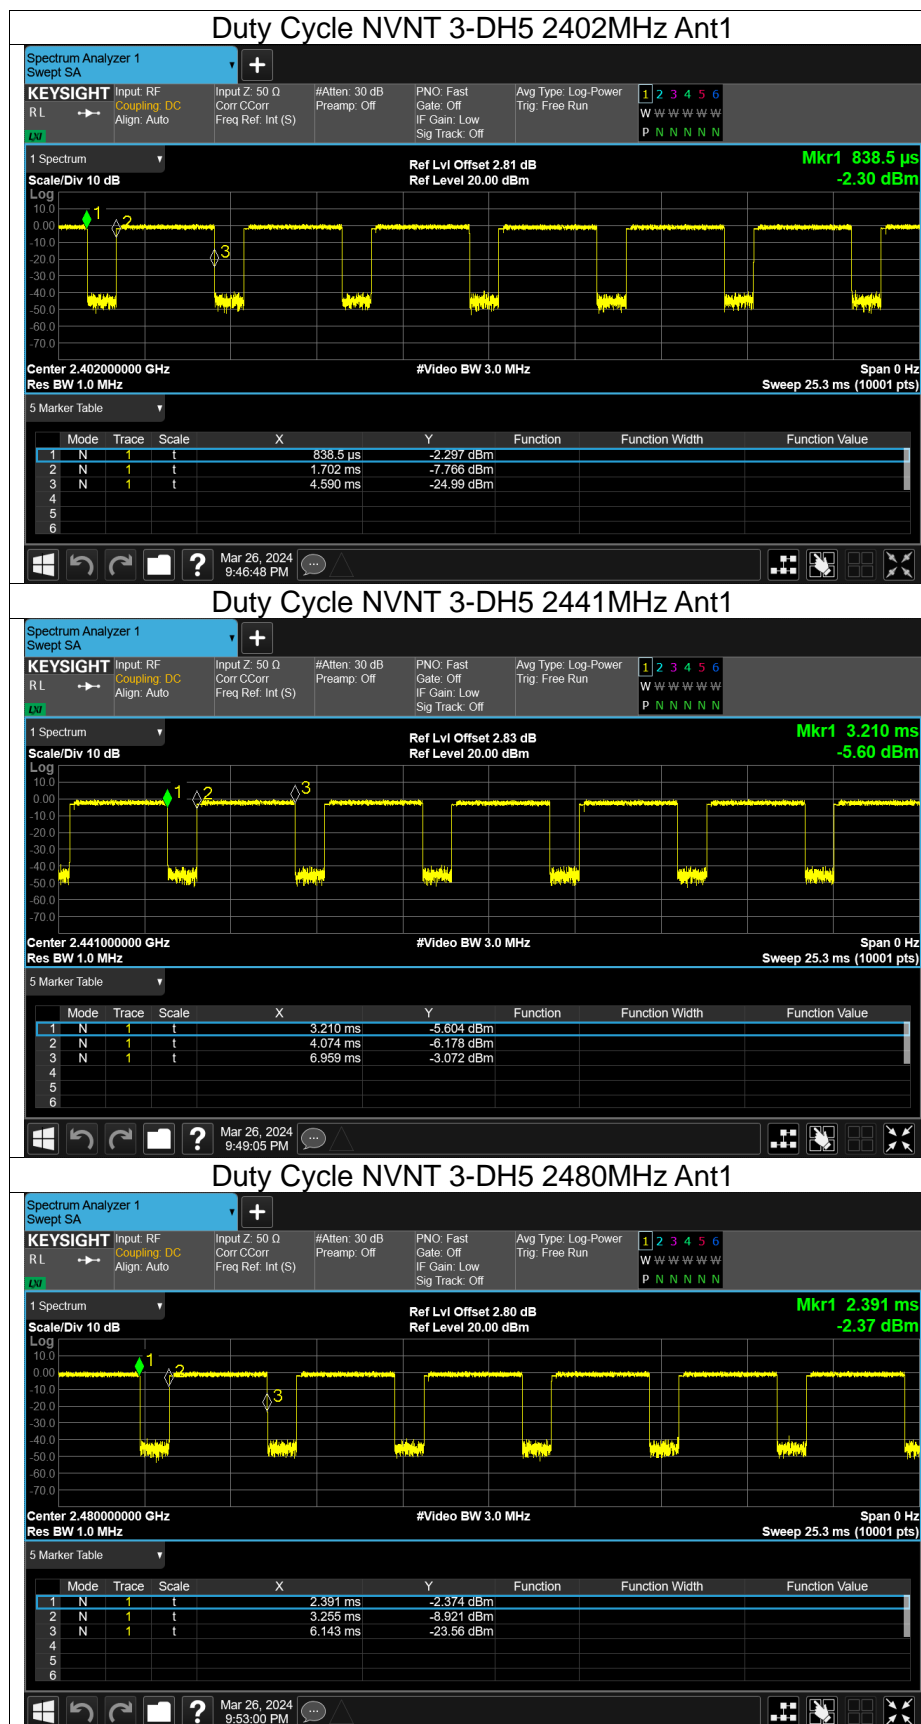 Duty Cycle NVNT 3-DH5 2402MHz Ant1
Spectrum Analyzer 1
Swept SA
KEYSIGHT
Input: RF
Input Z: 50 Ω
#Atten: 30 dB
PNO: Fast
Avg Type: Log-Power
1 2 3 4 5 6
R L
Coupling: DC
Corr CCorr
Preamp: Off
Gate: Off
Trig: Free Run
Align: Auto
Freq Ref: Int (S)
IF Gain: Low
W W W W W W
Sig Track: Off
P N N N N N
LXI
1 Spectrum
Ref Lvl Offset 2.81 dB
Mkr1 838.5 µs
Scale/Div 10 dB
Ref Level 20.00 dBm
-2.30 dBm
Log
10.0
0.00
-10.0
-20.0
-30.0
-40.0
-50.0
-60.0
-70.0
1
2
3
Center 2.402000000 GHz
#Video BW 3.0 MHz
Span 0 Hz
Res BW 1.0 MHz
Sweep 25.3 ms (10001 pts)
5 Marker Table
Mode Trace Scale X Y Function Function Width Function Value
1 N 1 t 838.5 µs -2.297 dBm
2 N 1 t 1.702 ms -7.766 dBm
3 N 1 t 4.590 ms -24.99 dBm
4
5
6
?
Mar 26, 2024
9:46:48 PM
Duty Cycle NVNT 3-DH5 2441MHz Ant1
Spectrum Analyzer 1
Swept SA
KEYSIGHT
Input: RF
Input Z: 50 Ω
#Atten: 30 dB
PNO: Fast
Avg Type: Log-Power
1 2 3 4 5 6
R L
Coupling: DC
Corr CCorr
Preamp: Off
Gate: Off
Trig: Free Run
Align: Auto
Freq Ref: Int (S)
IF Gain: Low
W W W W W W
Sig Track: Off
P N N N N N
LXI
1 Spectrum
Ref Lvl Offset 2.83 dB
Mkr1 3.210 ms
Scale/Div 10 dB
Ref Level 20.00 dBm
-5.60 dBm
Log
10.0
0.00
-10.0
-20.0
-30.0
-40.0
-50.0
-60.0
-70.0
1
2
3
Center 2.441000000 GHz
#Video BW 3.0 MHz
Span 0 Hz
Res BW 1.0 MHz
Sweep 25.3 ms (10001 pts)
5 Marker Table
Mode Trace Scale X Y Function Function Width Function Value
1 N 1 t 3.210 ms -5.604 dBm
2 N 1 t 4.074 ms -6.178 dBm
3 N 1 t 6.959 ms -3.072 dBm
4
5
6
?
Mar 26, 2024
9:49:05 PM
Duty Cycle NVNT 3-DH5 2480MHz Ant1
Spectrum Analyzer 1
Swept SA
KEYSIGHT
Input: RF
Input Z: 50 Ω
#Atten: 30 dB
PNO: Fast
Avg Type: Log-Power
1 2 3 4 5 6
R L
Coupling: DC
Corr CCorr
Preamp: Off
Gate: Off
Trig: Free Run
Align: Auto
Freq Ref: Int (S)
IF Gain: Low
W W W W W W
Sig Track: Off
P N N N N N
LXI
1 Spectrum
Ref Lvl Offset 2.80 dB
Mkr1 2.391 ms
Scale/Div 10 dB
Ref Level 20.00 dBm
-2.37 dBm
Log
10.0
0.00
-10.0
-20.0
-30.0
-40.0
-50.0
-60.0
-70.0
1
2
3
Center 2.480000000 GHz
#Video BW 3.0 MHz
Span 0 Hz
Res BW 1.0 MHz
Sweep 25.3 ms (10001 pts)
5 Marker Table
Mode Trace Scale X Y Function Function Width Function Value
1 N 1 t 2.391 ms -2.374 dBm
2 N 1 t 3.255 ms -8.921 dBm
3 N 1 t 6.143 ms -23.56 dBm
4
5
6
?
Mar 26, 2024
9:53:00 PM